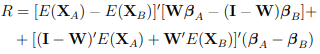 R = [E(X_A) − E(X_B)]′[Wβ_A − (I − W)β_B]+
+ [(I − W)′E(X_A) + W′E(X_B)]′(β_A − β_B)